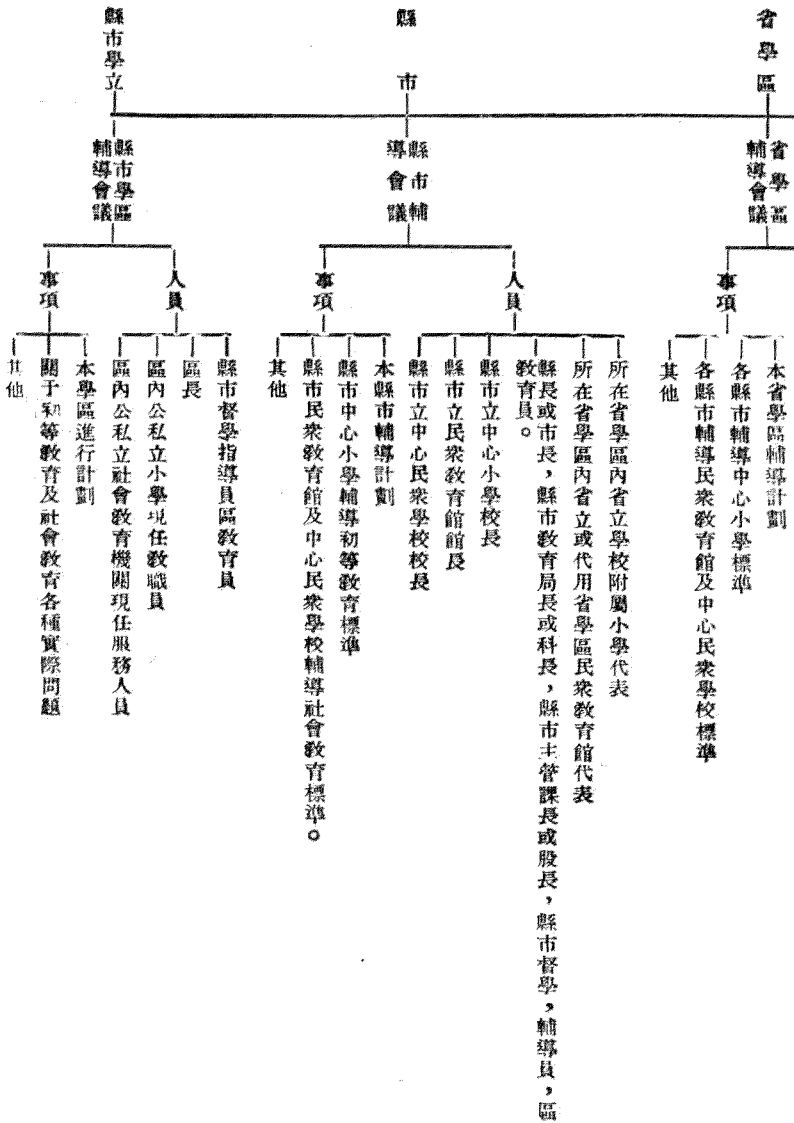 省學區
省學區
輔導會議
事項
本省學區輔導計劃
各縣市輔導中心小學標準
各縣市輔導民衆教育館及中心民衆學校標準
其他
縣市
縣市輔
導會議
人員
所在省學區內省立學校附屬小學代表
所在省學區內省立或代用省學區民衆教育館代表
縣長或市長，縣市教育局長或科長，縣市主管課長或股長，縣市督學，輔導員，區
教育員。
縣市立中心小學校長
縣市立民衆教育館館長
縣市立中心民衆學校校長
事項
本縣市輔導計劃
縣市中心小學輔導初等教育標準
縣市民衆教育館及中心民衆學校輔導社會教育標準。
其他
縣市學立
縣市學區
輔導會議
人員
縣市督學指導員區教育員
區長
區內公私立小學現任教職員
區內公私立社會教育機關現任服務人員
事項
本學區進行計劃
關于初等教育及社會教育各種實際問題
其他